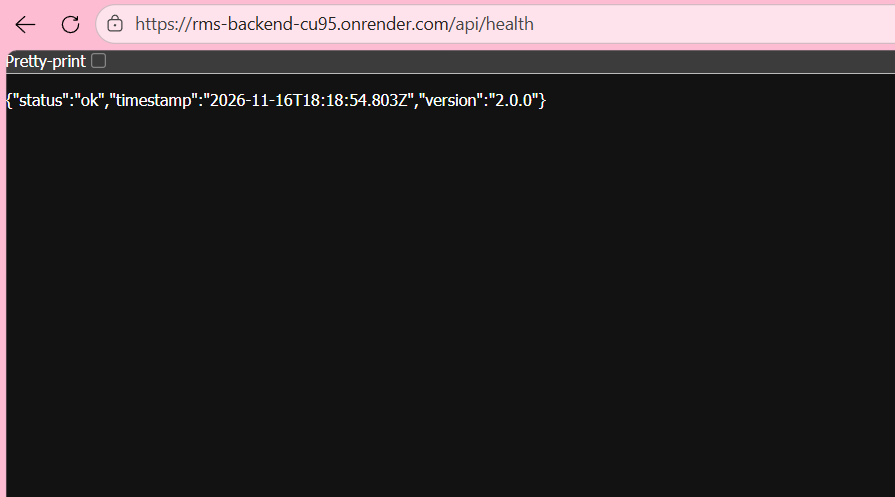 https://rms-backend-cu95.onrender.com/api/health
Pretty-print
{"status":"ok","timestamp":"2026-11-16T18:18:54.803Z","version":"2.0.0"}